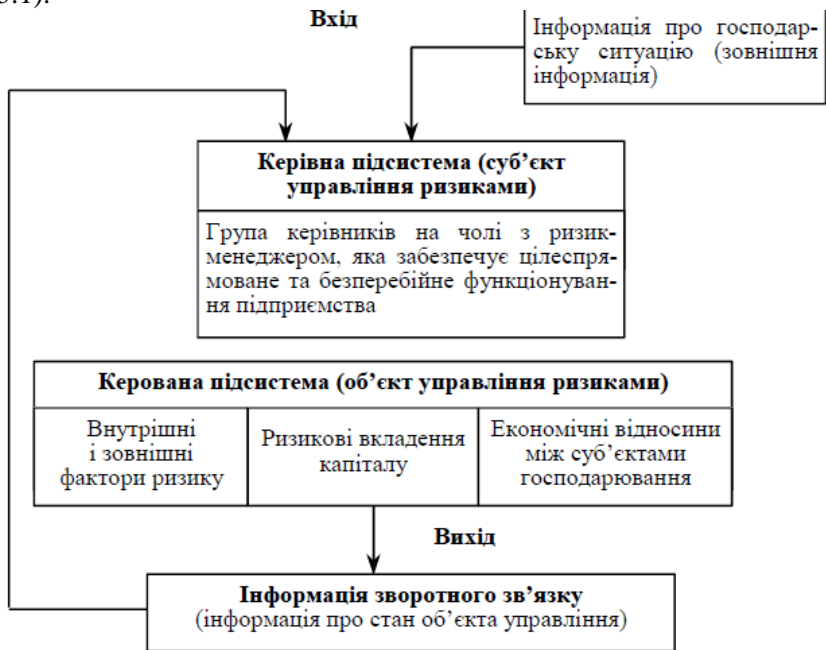 Вхід
Інформація про господар-
ську ситуацію (зовнішня
інформація)
Керівна підсистема (суб’єкт
управління ризиками)
Група керівників на чолі з ризик-
менеджером, яка забезпечує цілеспря-
моване та безперебійне функціонуван-
ня підприємства
Керована підсистема (об’єкт управління ризиками)
Внутрішні
і зовнішні
фактори ризику
Ризикові вкладення
капіталу
Економічні відносини
між суб’єктами
господарювання
Вихід
Інформація зворотного зв’язку
(інформація про стан об’єкта управління)